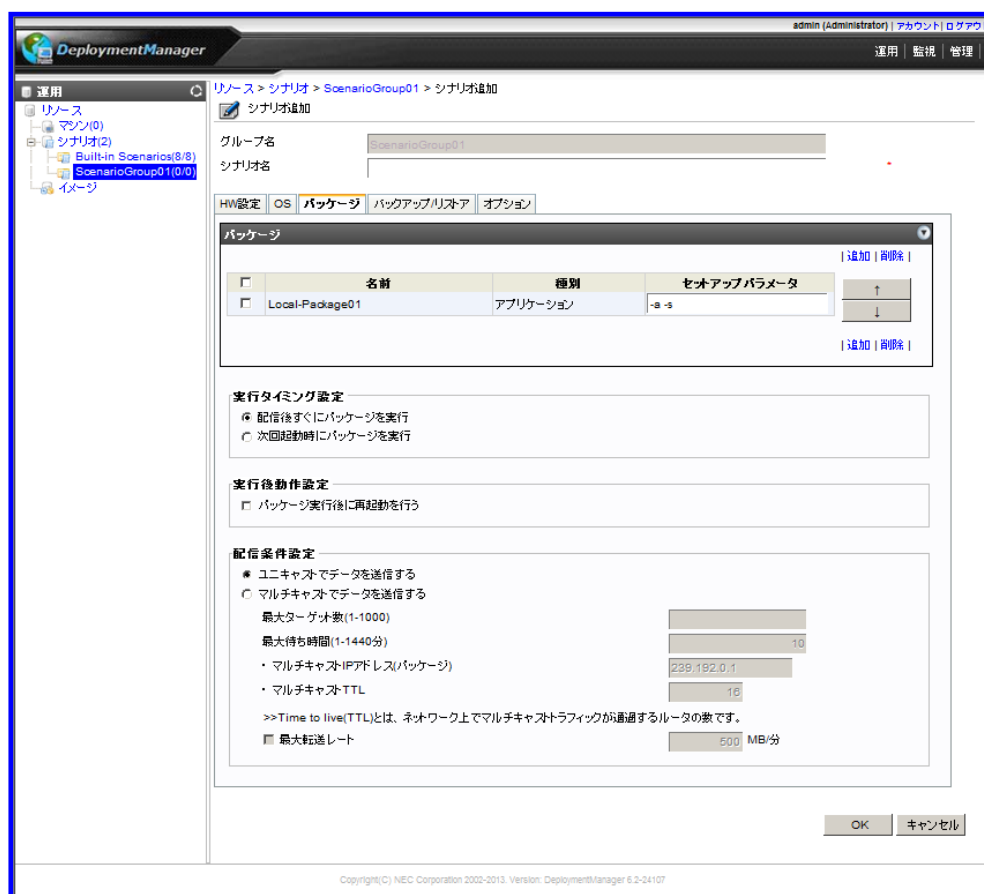 admin (Administrator) | アカウント | ログアウ
DeploymentManager
運用 | 監視 | 管理 |
運用
リソース
マシン(0)
シナリオ(2)
Built-in Scenarios(8/8)
ScenarioGroup01(0/0)
イメージ
リソース > シナリオ > ScenarioGroup01 > シナリオ追加
シナリオ追加
グループ名 ScenarioGroup01
シナリオ名 *
HW設定 OS パッケージ バックアップ/リストア オプション
パッケージ
| 追加 | 削除 |
名前 種別 セットアップパラメータ ↑
Local-Package01 アプリケーション -a -s ↓
| 追加 | 削除 |
実行タイミング設定
配信後すぐにパッケージを実行
次回起動時にパッケージを実行
実行後動作設定
パッケージ実行後に再起動を行う
配信条件設定
ユニキャストでデータを送信する
マルチキャストでデータを送信する
最大ターゲット数(1-1000)
最大待ち時間(1-1440分) 10
・ マルチキャストIPアドレス(パッケージ) 239.192.0.1
・ マルチキャストTTL 16
>>Time to live(TTL)とは、ネットワーク上でマルチキャストトラフィックが通過するルータの数です。
最大転送レート 500 MB/分
OK キャンセル
Copyright(C) NEC Corporation 2002-2013. Version: DeploymentManager 6.2-24107